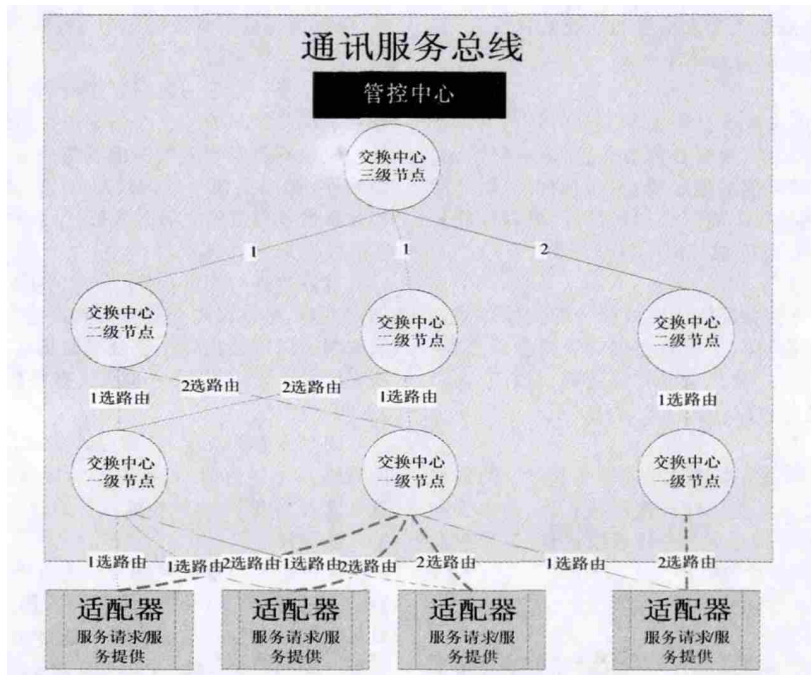 通讯服务总线
管控中心
交换中心
三级节点
1
1
2
交换中心
二级节点
交换中心
二级节点
交换中心
二级节点
1选路由
2选路由
2选路由
1选路由
1选路由
交换中心
一级节点
交换中心
一级节点
交换中心
一级节点
1选路由
1选路由
2选路由
1选路由
2选路由
2选路由
1选路由
2选路由
适配器
服务请求/服
务提供
适配器
服务请求/服
务提供
适配器
服务请求/服
务提供
适配器
服务请求/服
务提供